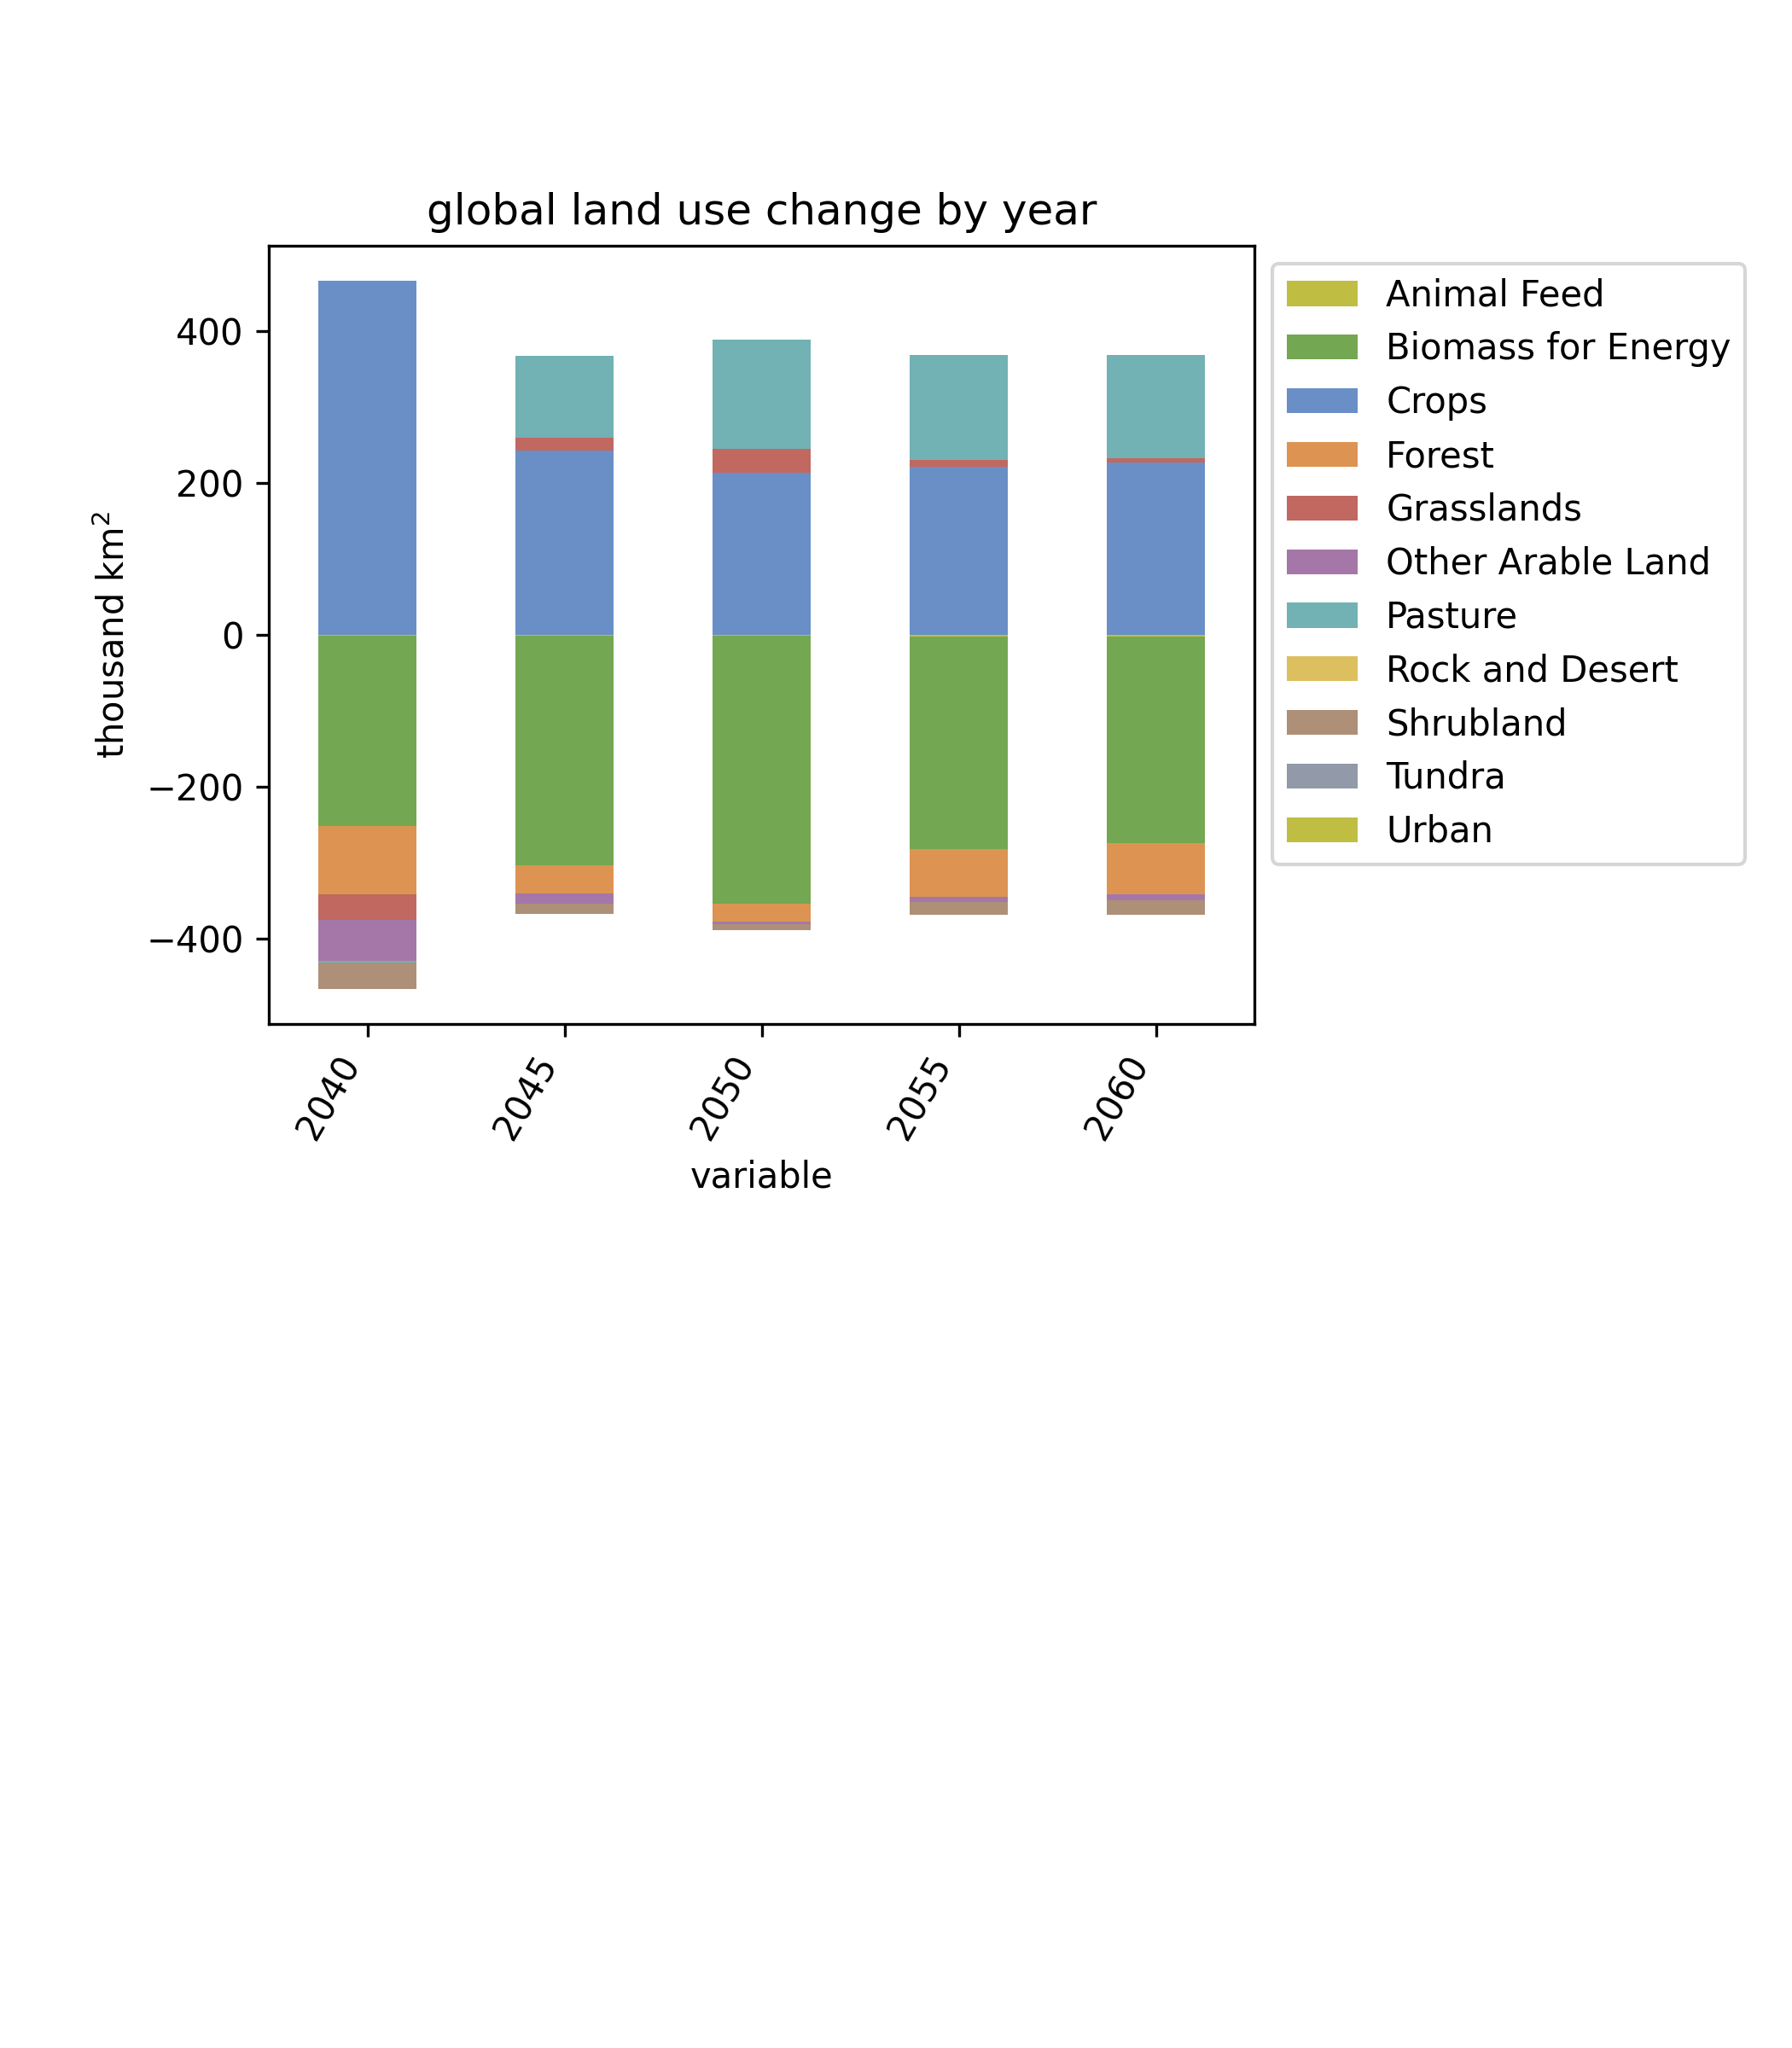 global land use change by year
thousand km²
400
200
0
−200
−400
2040
2045
2050
2055
2060
variable
Animal Feed
Biomass for Energy
Crops
Forest
Grasslands
Other Arable Land
Pasture
Rock and Desert
Shrubland
Tundra
Urban